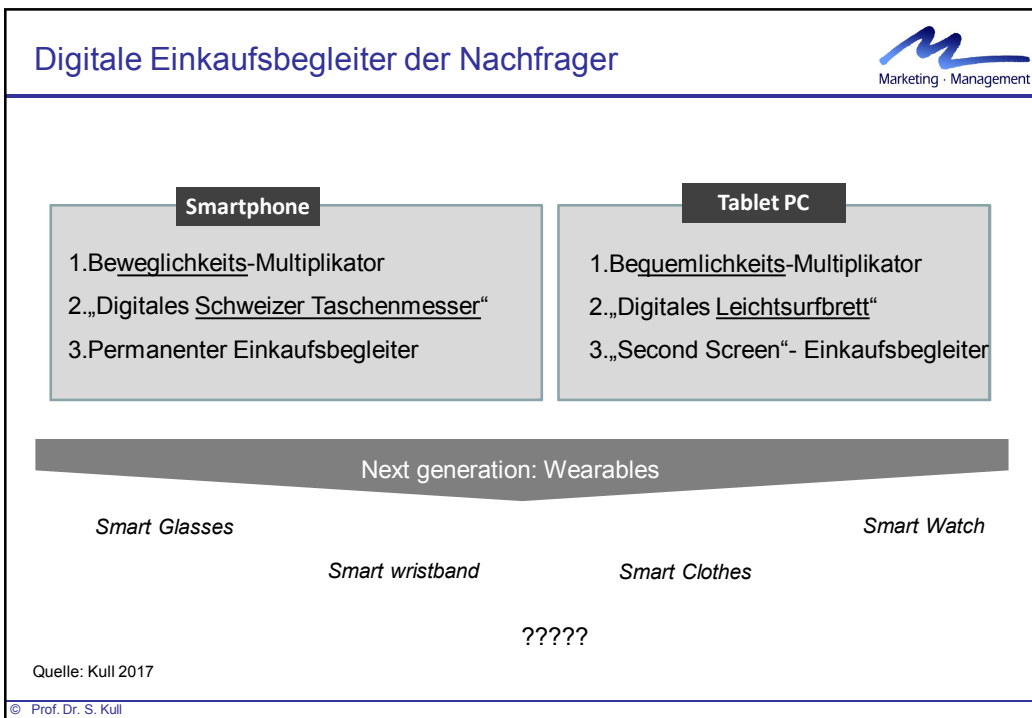 Digitale Einkaufsbegleiter der Nachfrager
Marketing · Management
Smartphone
1.Beweglichkeits-Multiplikator
2.„Digitales Schweizer Taschenmesser“
3.Permanenter Einkaufsbegleiter
Tablet PC
1.Bequemlichkeits-Multiplikator
2.„Digitales Leichtsurfbrett“
3.„Second Screen“- Einkaufsbegleiter
Next generation: Wearables
Smart Glasses
Smart Watch
Smart wristband
Smart Clothes
?????
Quelle: Kull 2017
© Prof. Dr. S. Kull